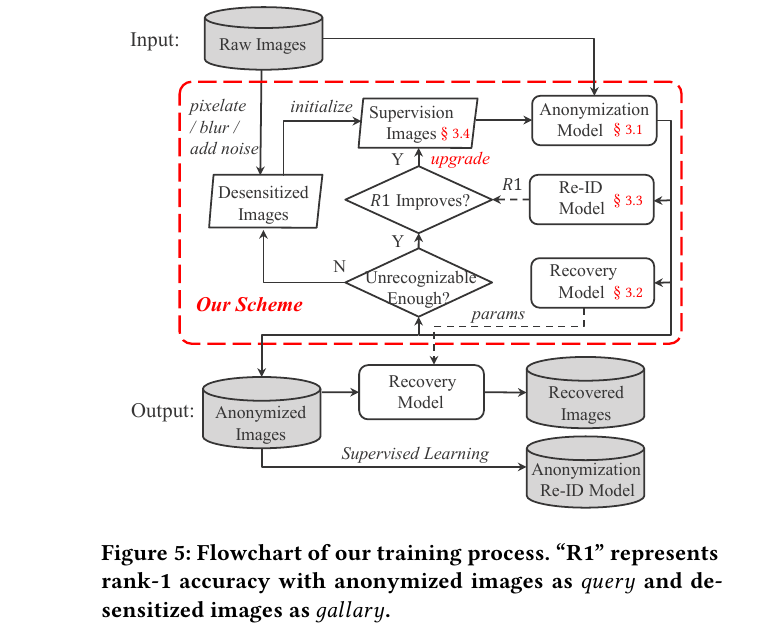 Input:
Raw Images
pixelate
/ blur /
add noise
initialize
Supervision
Images § 3.4
Anonymization
Model § 3.1
Y
upgrade
Desensitized
Images
R1 Improves?
R1
Re-ID
Model § 3.3
Y
N
Unrecognizable
Enough?
Recovery
Model § 3.2
Our Scheme
params
Output:
Anonymized
Images
Recovery
Model
Recovered
Images
Supervised Learning
Anonymization
Re-ID Model
Figure 5: Flowchart of our training process. “R1” represents
rank-1 accuracy with anonymized images as query and de-
sensitized images as gallary.